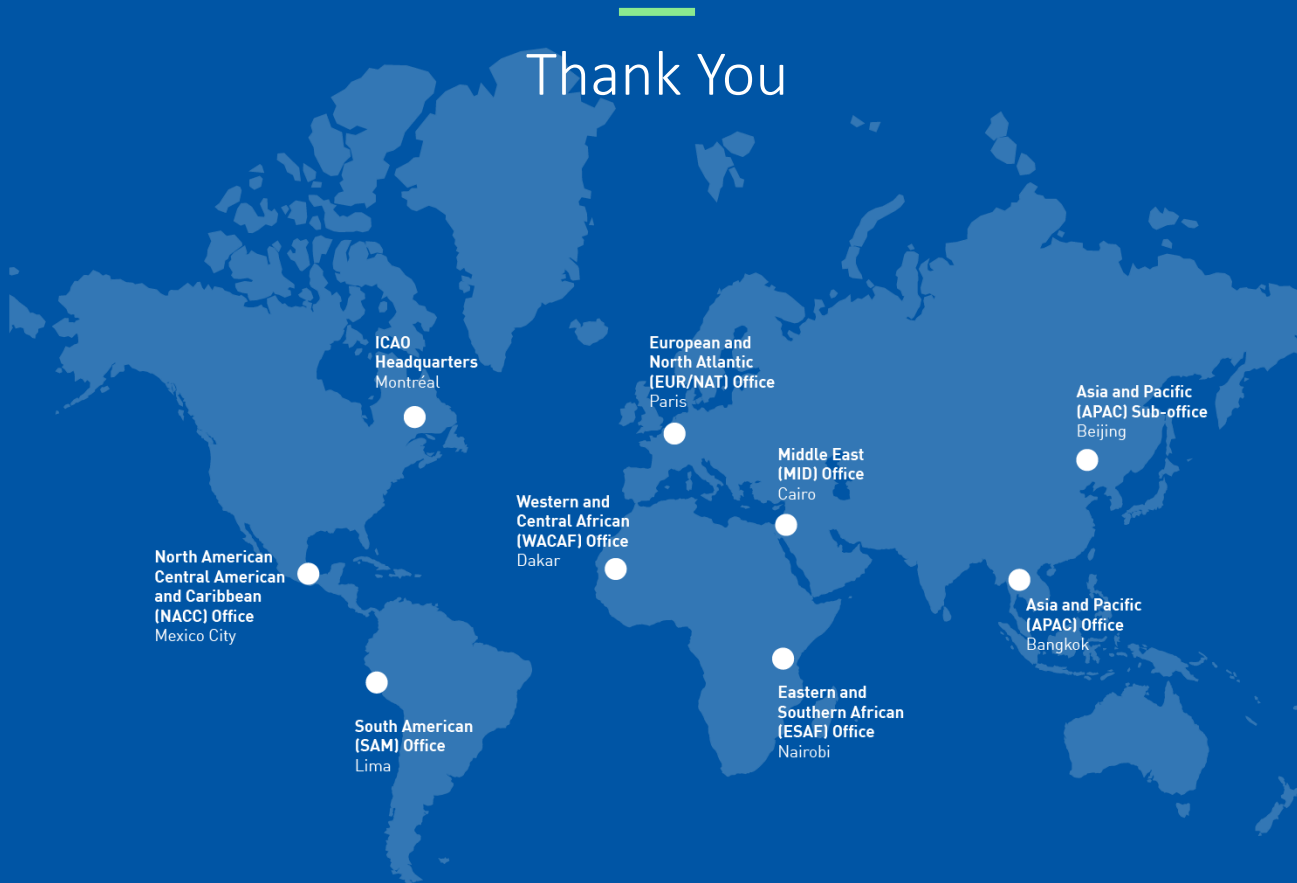 Thank You
ICAO
Headquarters
Montréal
European and
North Atlantic
(EUR/NAT) Office
Paris
Asia and Pacific
(APAC) Sub-office
Beijing
Middle East
(MID) Office
Cairo
Western and
Central African
(WACAF) Office
Dakar
North American
Central American
and Caribbean
(NACC) Office
Mexico City
Asia and Pacific
(APAC) Office
Bangkok
Eastern and
Southern African
(ESAF) Office
Nairobi
South American
(SAM) Office
Lima